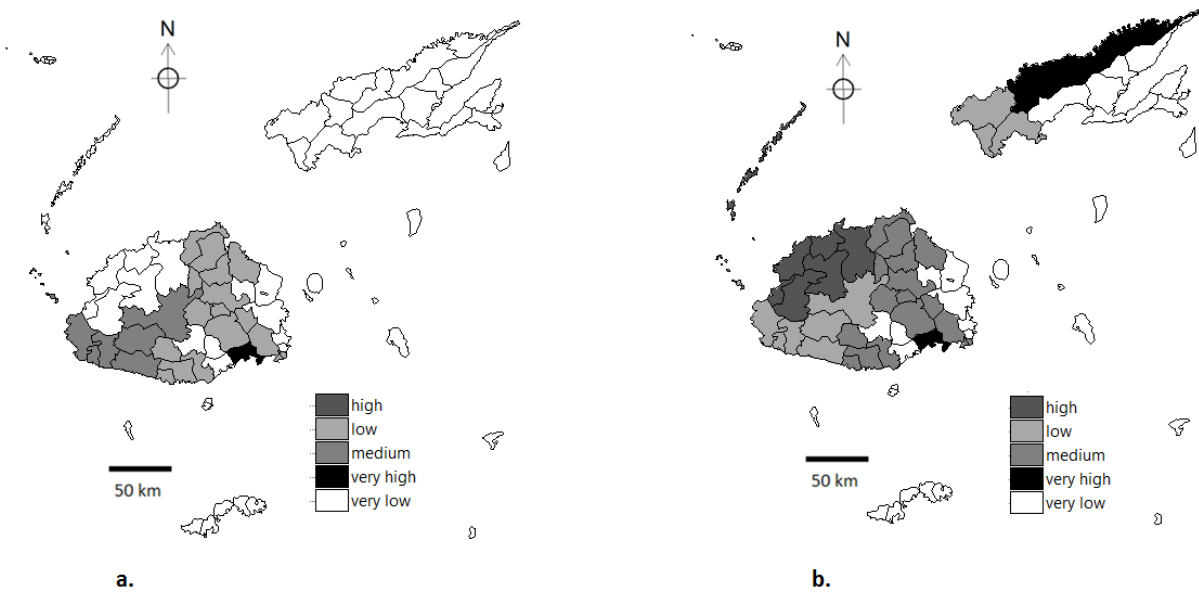 N
high
low
medium
very high
very low
50 km
a.
N
high
low
medium
very high
very low
50 km
b.